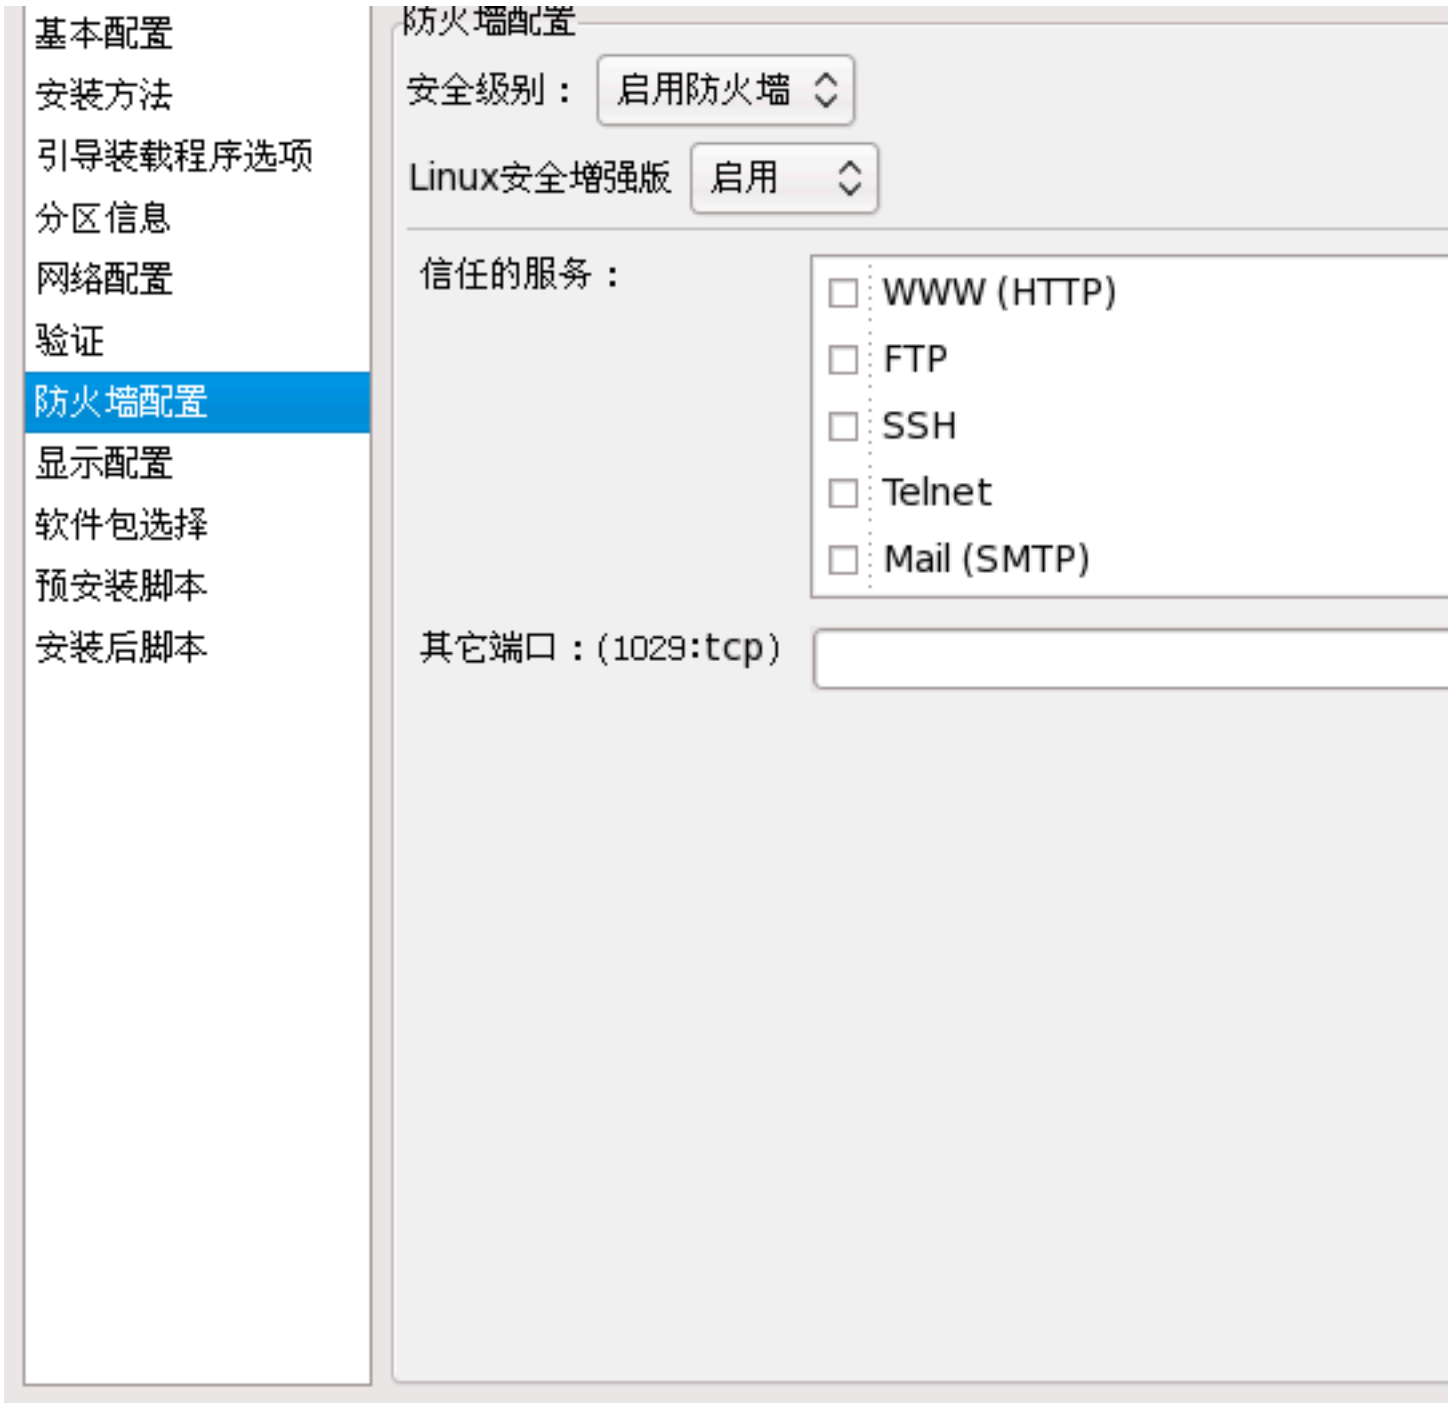 基本配置
安装方法
引导装载程序选项
分区信息
网络配置
验证
防火墙配置
显示配置
软件包选择
预安装脚本
安装后脚本
防火墙配置
安全级别： 启用防火墙
Linux安全增强版 启用
信任的服务：
WWW (HTTP)
FTP
SSH
Telnet
Mail (SMTP)
其它端口：(1029:tcp)